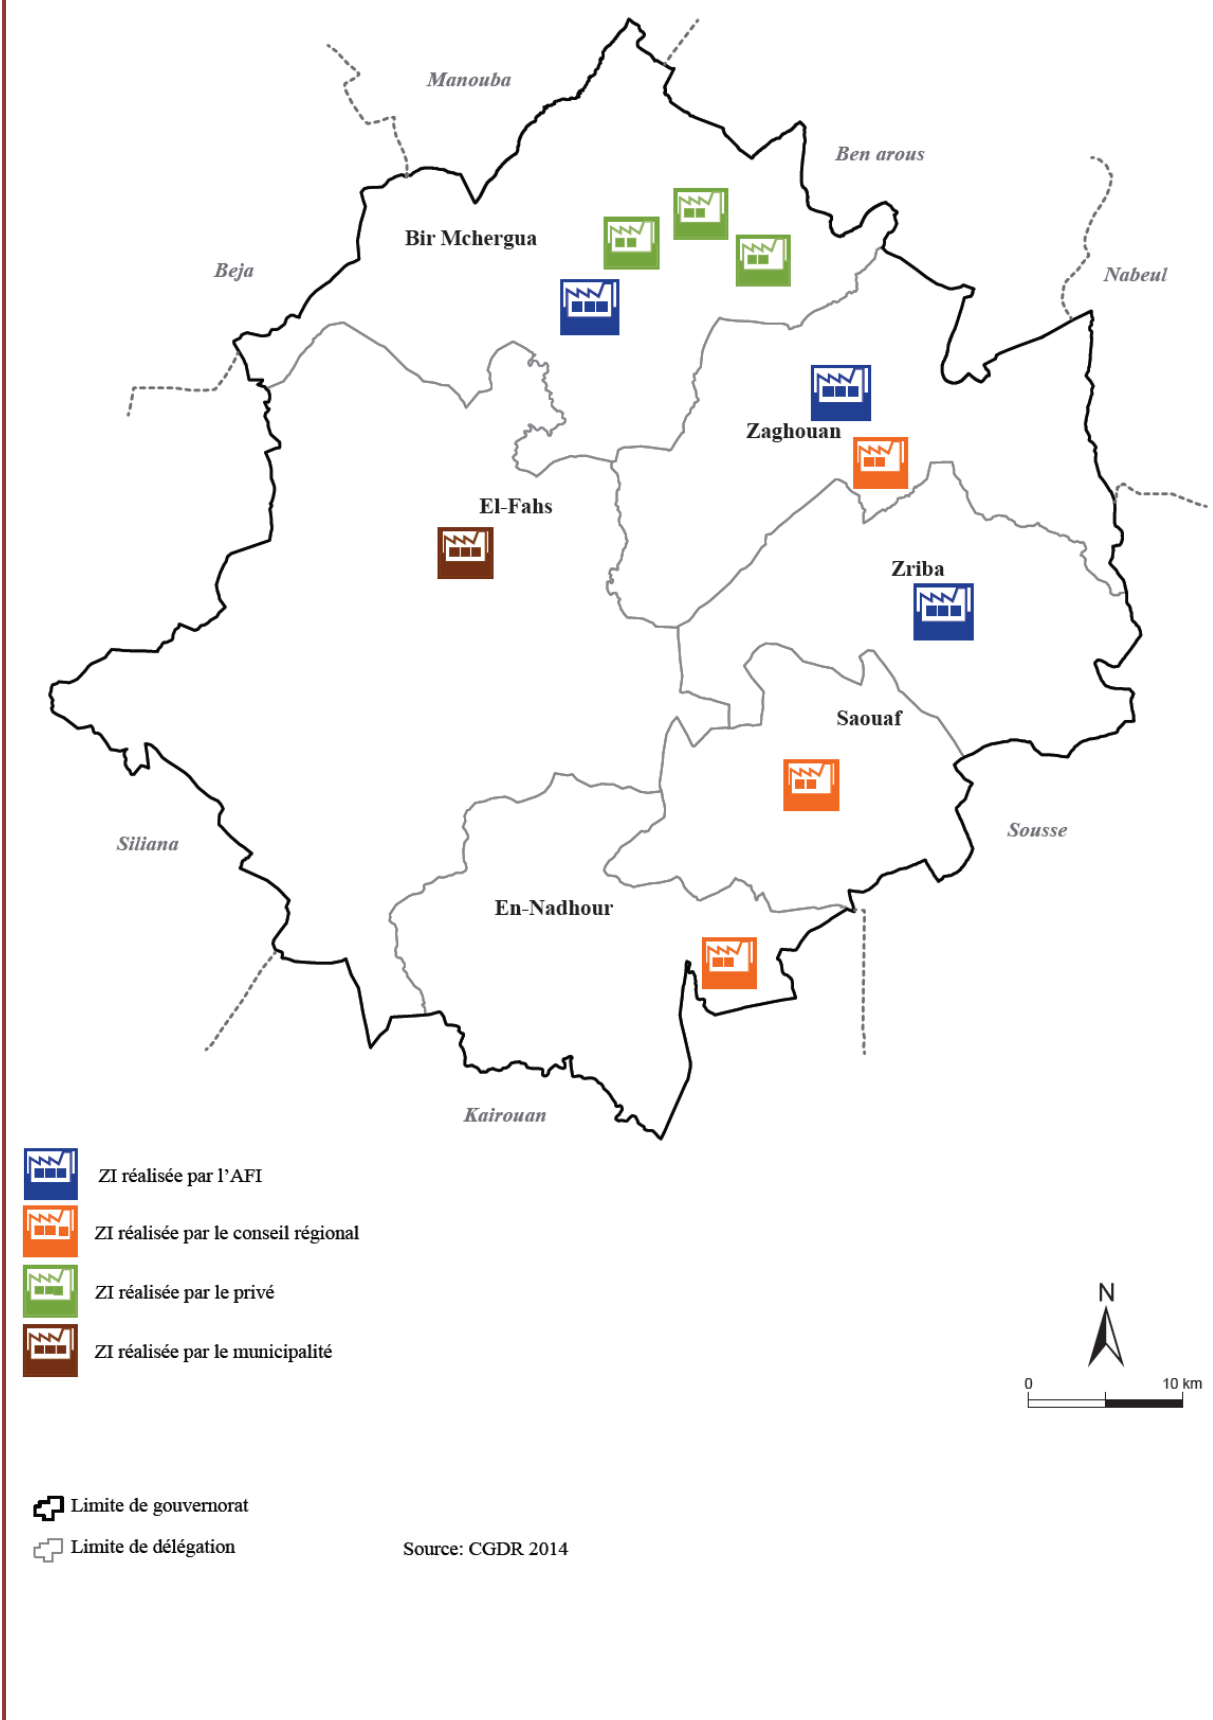 Manouba
Ben arous
Bir Mchergua
Beja
Nabeul
Zaghouan
El-Fahs
Zriba
Saouaf
Sousse
Siliana
En-Nadhour
Kairouan
ZI réalisée par l'AFI
ZI réalisée par le conseil régional
ZI réalisée par le privé
ZI réalisée par le municipalité
N
0 10 km
Limite de gouvernorat
Limite de délégation
Source: CGDR 2014